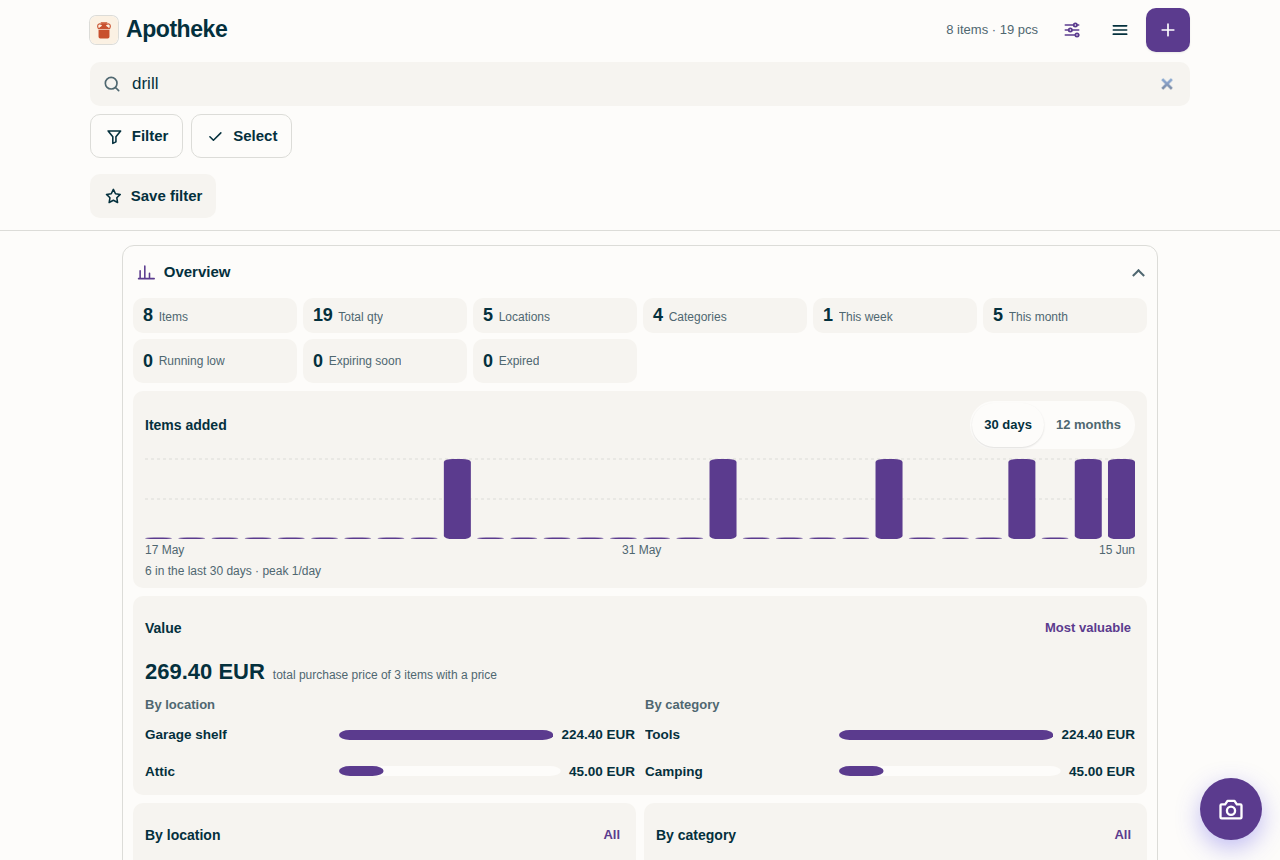 Apotheke
8 items · 19 pcs
drill
Filter
Select
Save filter
Overview
8 Items
19 Total qty
5 Locations
4 Categories
1 This week
5 This month
0 Running low
0 Expiring soon
0 Expired
Items added
30 days
12 months
17 May
31 May
15 Jun
6 in the last 30 days · peak 1/day
Value
Most valuable
269.40 EUR total purchase price of 3 items with a price
By location
Garage shelf 224.40 EUR
Attic 45.00 EUR
By category
Tools 224.40 EUR
Camping 45.00 EUR
By location
All
By category
All